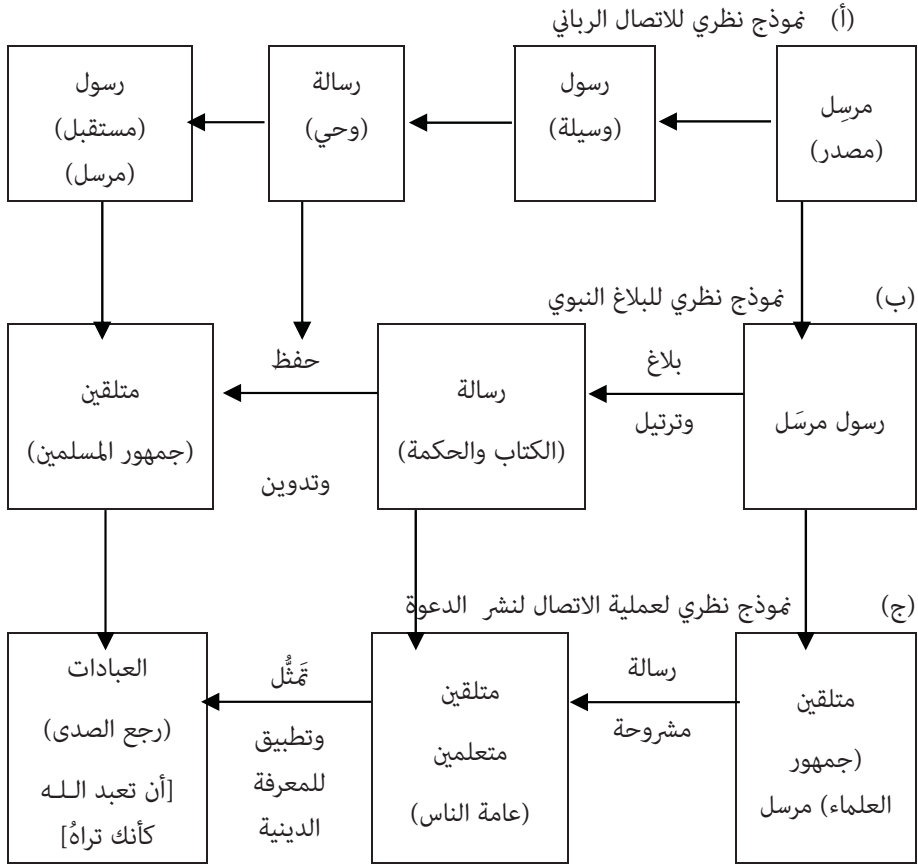 (أ) نموذج نظري للاتصال الرباني
مرسِل
(مصدر)
رسول
(وسيلة)
رسالة
(وحي)
رسول
(مستقبل)
(مرسل)
(ب) نموذج نظري للبلاغ النبوي
رسول مرسَل
بلاغ
وترتيل
رسالة
(الكتاب والحكمة)
حفظ
وتدوين
متلقين
(جمهور المسلمين)
(ج) نموذج نظري لعملية الاتصال لنشر الدعوة
متلقين
(جمهور
العلماء) مرسل
رسالة
مشروحة
متلقين
متعلمين
(عامة الناس)
تَمثُّل
وتطبيق
للمعرفة
الدينية
العبادات
(رجع الصدى)
[أن تعبد الـلـه
كأنك تراهُ]